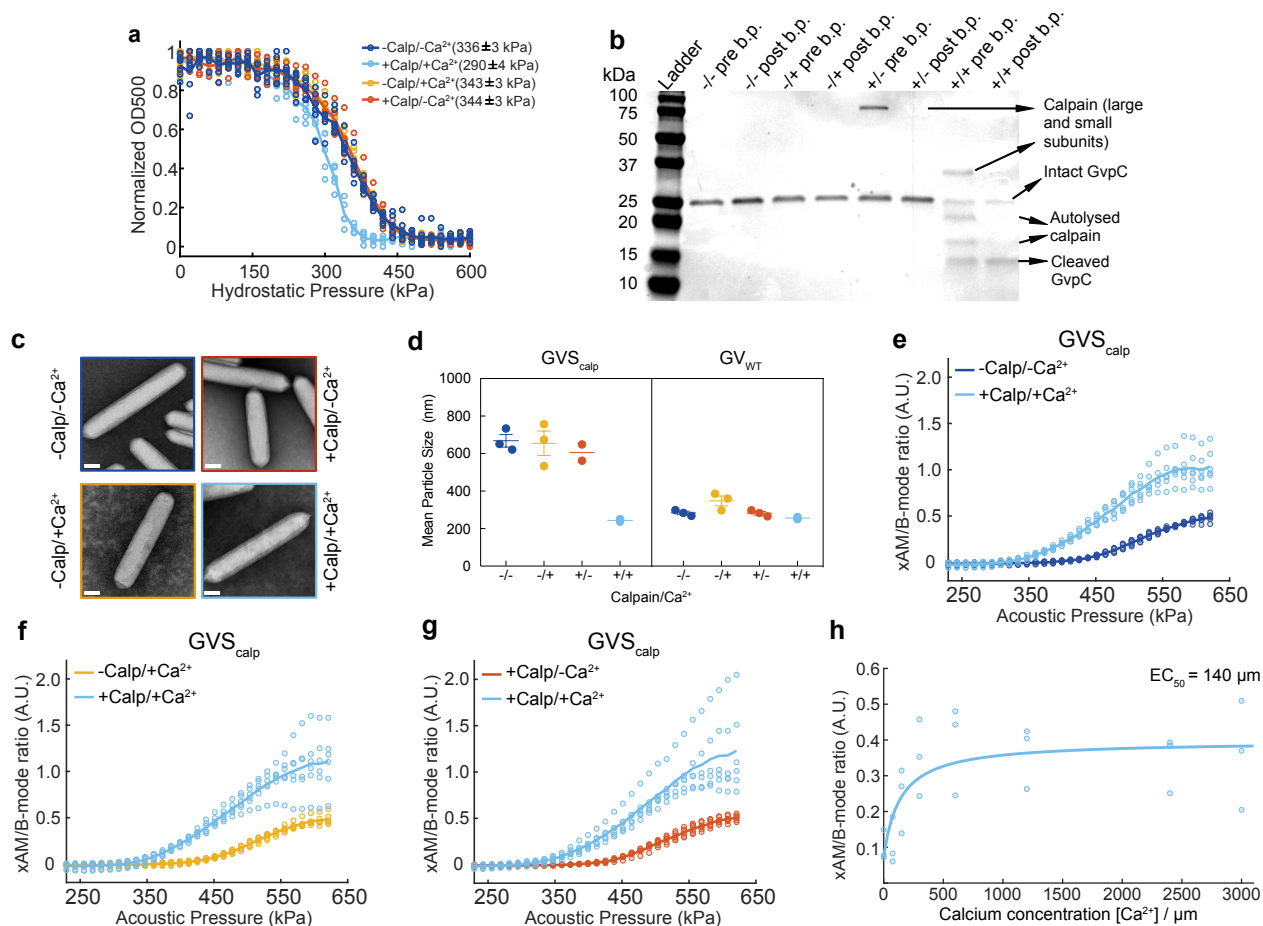 a
Normalized OD500
1
0.8
0.6
0.4
0.2
0
0 150 300 450 600
Hydrostatic Pressure (kPa)
-Calp/-Ca²⁺(336±3 kPa)
+Calp/+Ca²⁺(290±4 kPa)
-Calp/+Ca²⁺(343±3 kPa)
+Calp/-Ca²⁺(344±3 kPa)
b
kDa
Ladder
-/- pre b.p.
-/- post b.p.
-/+ pre b.p.
-/+ post b.p.
+/- pre b.p.
+/- post b.p.
+/+ pre b.p.
+/+ post b.p.
100
75
50
37
25
20
15
10
Calpain (large
and small
subunits)
Intact GvpC
Autolysed
calpain
Cleaved
GvpC
c
-Calp/-Ca²⁺
+Calp/-Ca²⁺
-Calp/+Ca²⁺
+Calp/+Ca²⁺
d
GVS calp
GV WT
Mean Particle Size (nm)
1000
800
600
400
200
0
-/- -/+ +/- +/+ -/- -/+ +/- +/+
Calpain/Ca²⁺
e
GVS calp
xAM/B-mode ratio (A.U.)
2.0
1.5
1.0
0.5
0
-Calp/-Ca²⁺
+Calp/+Ca²⁺
250 350 450 550 650
Acoustic Pressure (kPa)
f
GVS calp
xAM/B-mode ratio (A.U.)
2.0
1.5
1.0
0.5
0
-Calp/+Ca²⁺
+Calp/+Ca²⁺
250 350 450 550 650
Acoustic Pressure (kPa)
g
GVS calp
xAM/B-mode ratio (A.U.)
2.0
1.5
1.0
0.5
0
+Calp/-Ca²⁺
+Calp/+Ca²⁺
250 350 450 550 650
Acoustic Pressure (kPa)
h
EC₅₀ = 140 µm
xAM/B-mode ratio (A.U.)
0.6
0.5
0.4
0.3
0.2
0.1
0 500 1000 1500 2000 2500 3000
Calcium concentration [Ca²⁺] / µm